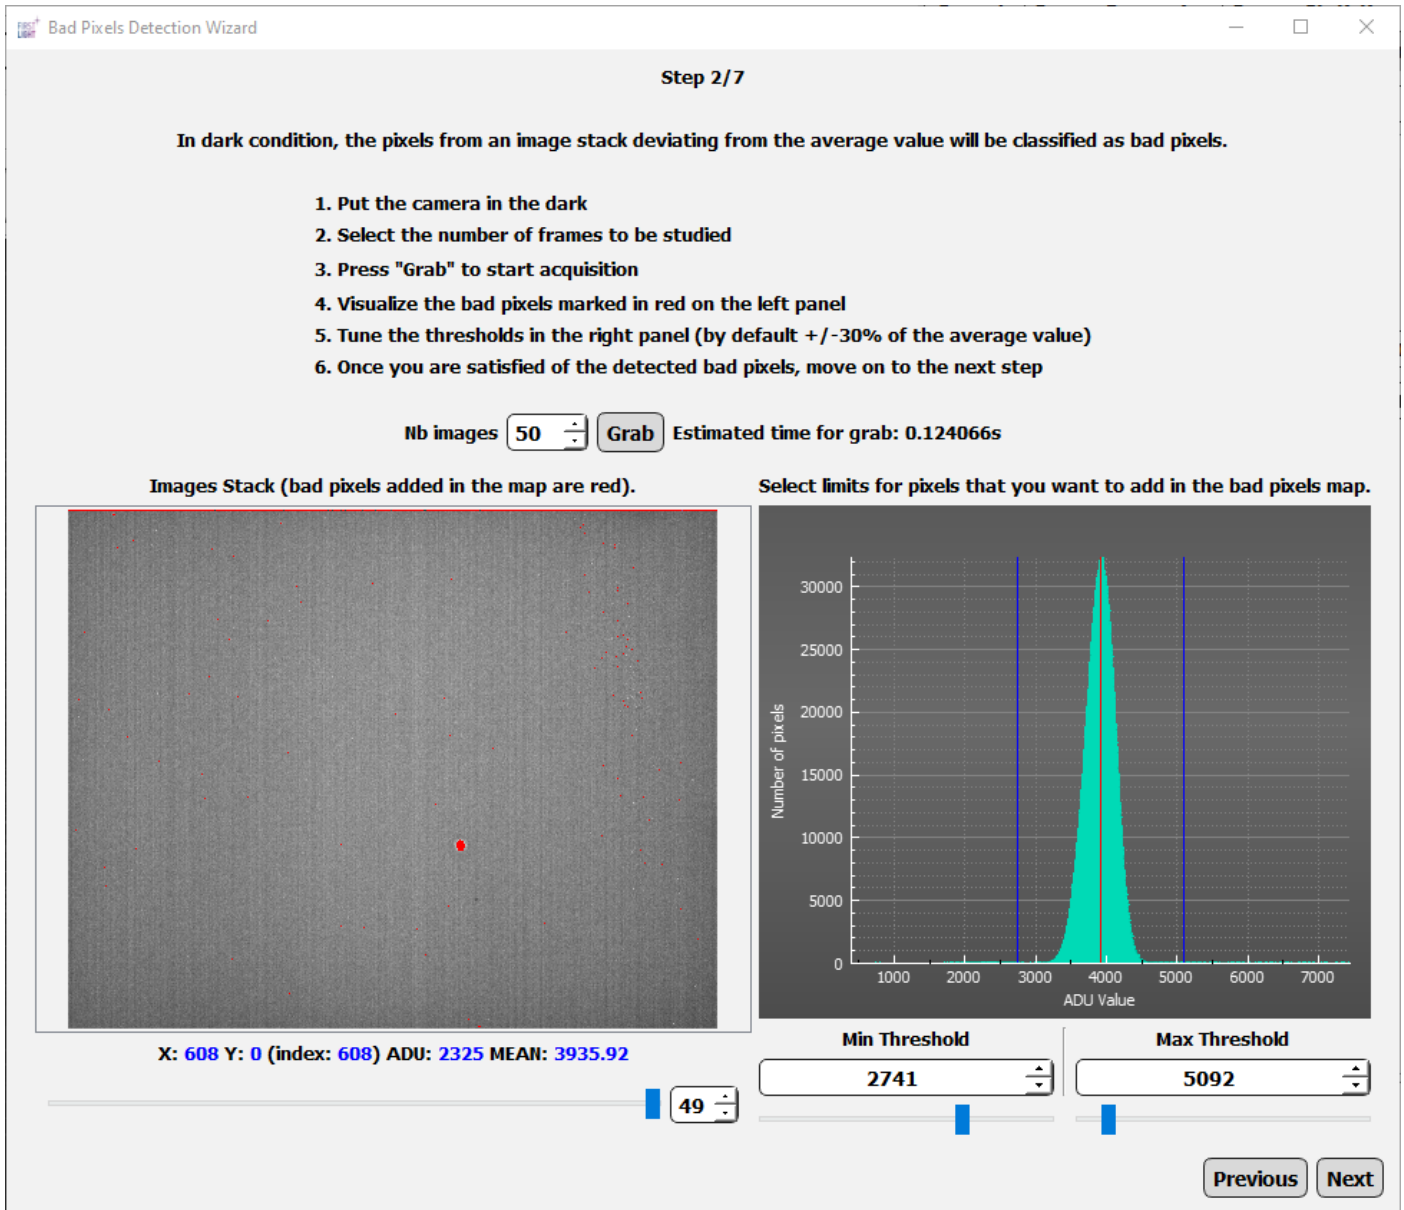 FIRST LIGHT Bad Pixels Detection Wizard
Step 2/7
In dark condition, the pixels from an image stack deviating from the average value will be classified as bad pixels.
1. Put the camera in the dark
2. Select the number of frames to be studied
3. Press "Grab" to start acquisition
4. Visualize the bad pixels marked in red on the left panel
5. Tune the thresholds in the right panel (by default +/-30% of the average value)
6. Once you are satisfied of the detected bad pixels, move on to the next step
Nb images 50 Grab Estimated time for grab: 0.124066s
Images Stack (bad pixels added in the map are red).
X: 608 Y: 0 (index: 608) ADU: 2325 MEAN: 3935.92
49
Select limits for pixels that you want to add in the bad pixels map.
Number of pixels
30000
25000
20000
15000
10000
5000
0
1000 2000 3000 4000 5000 6000 7000
ADU Value
Min Threshold Max Threshold
2741 5092
Previous Next